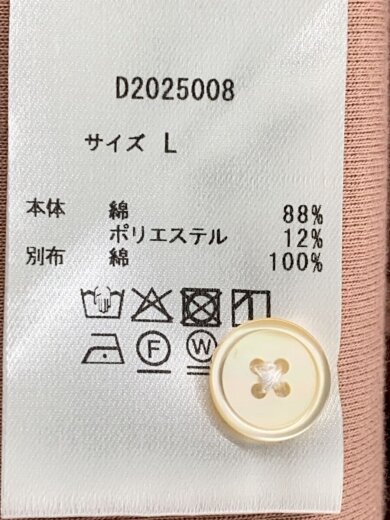 D2025008
サイズ L
本体 綿 88%
ポリエステル 12%
別布 綿 100%
F W